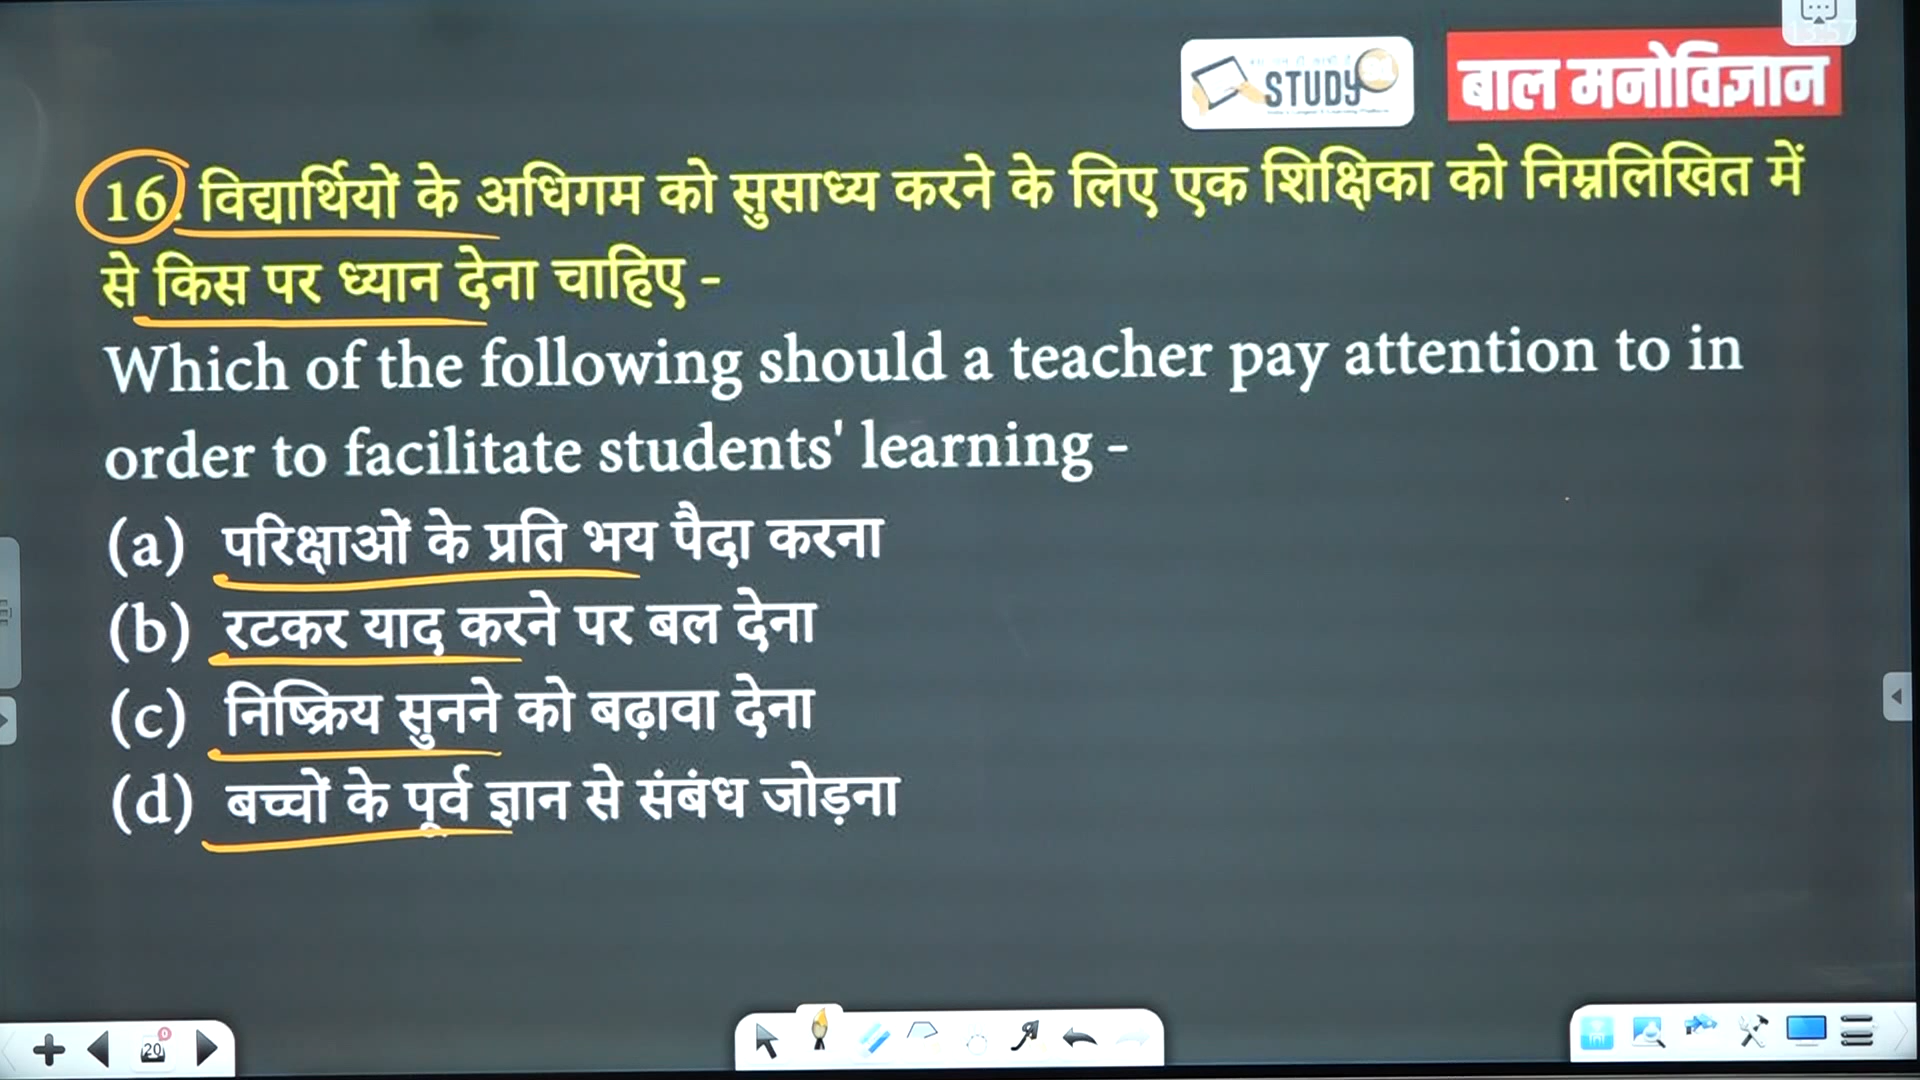 STUDY
बाल मनोविज्ञान
16. विद्यार्थियों के अधिगम को सुसाध्य करने के लिए एक शिक्षिका को निम्नलिखित में
से किस पर ध्यान देना चाहिए -
Which of the following should a teacher pay attention to in
order to facilitate students' learning -
(a) परिक्षाओं के प्रति भय पैदा करना
(b) रटकर याद करने पर बल देना
(c) निष्क्रिय सुनने को बढ़ावा देना
(d) बच्चों के पूर्व ज्ञान से संबंध जोड़ना
20